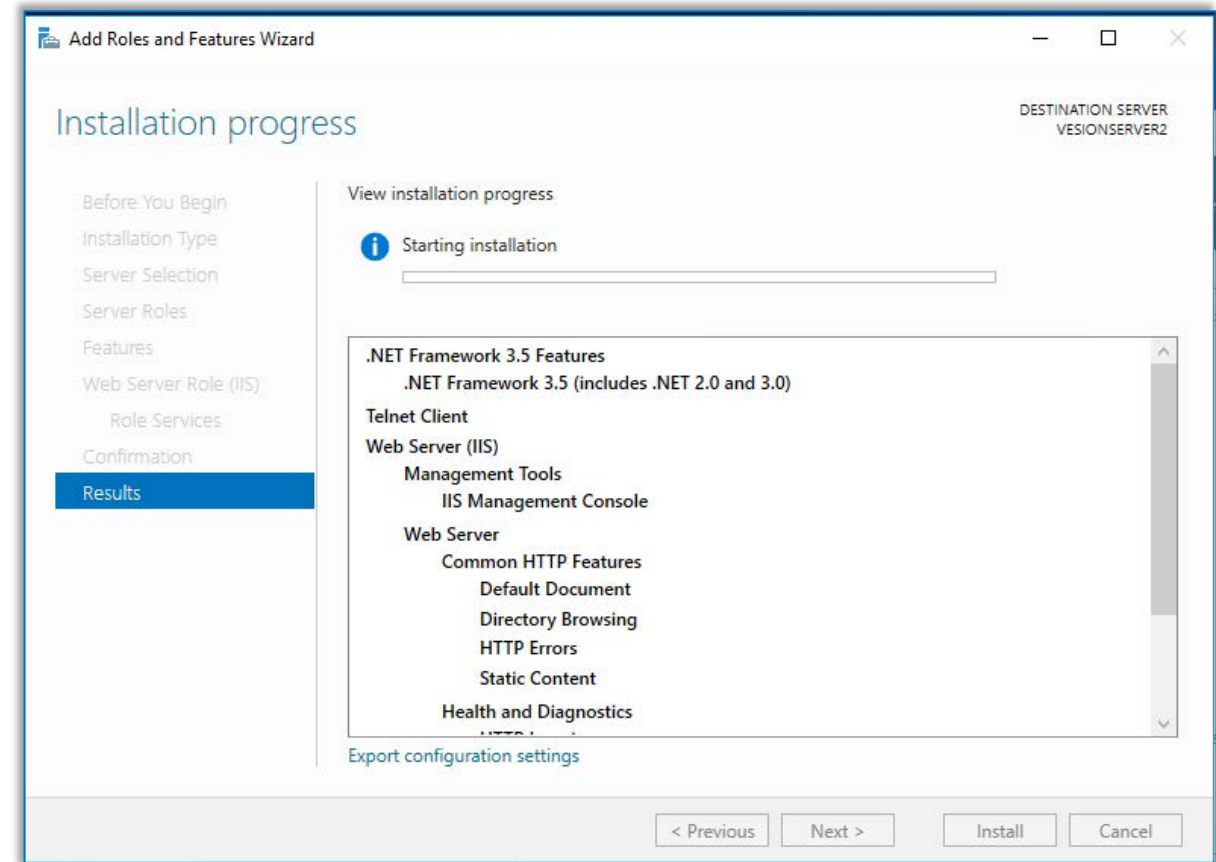 Add Roles and Features Wizard
Installation progress
DESTINATION SERVER
VESIONSERVER2
Before You Begin
Installation Type
Server Selection
Server Roles
Features
Web Server Role (IIS)
Role Services
Confirmation
Results
View installation progress
Starting installation
.NET Framework 3.5 Features
.NET Framework 3.5 (includes .NET 2.0 and 3.0)
Telnet Client
Web Server (IIS)
Management Tools
IIS Management Console
Web Server
Common HTTP Features
Default Document
Directory Browsing
HTTP Errors
Static Content
Health and Diagnostics
Export configuration settings
< Previous
Next >
Install
Cancel